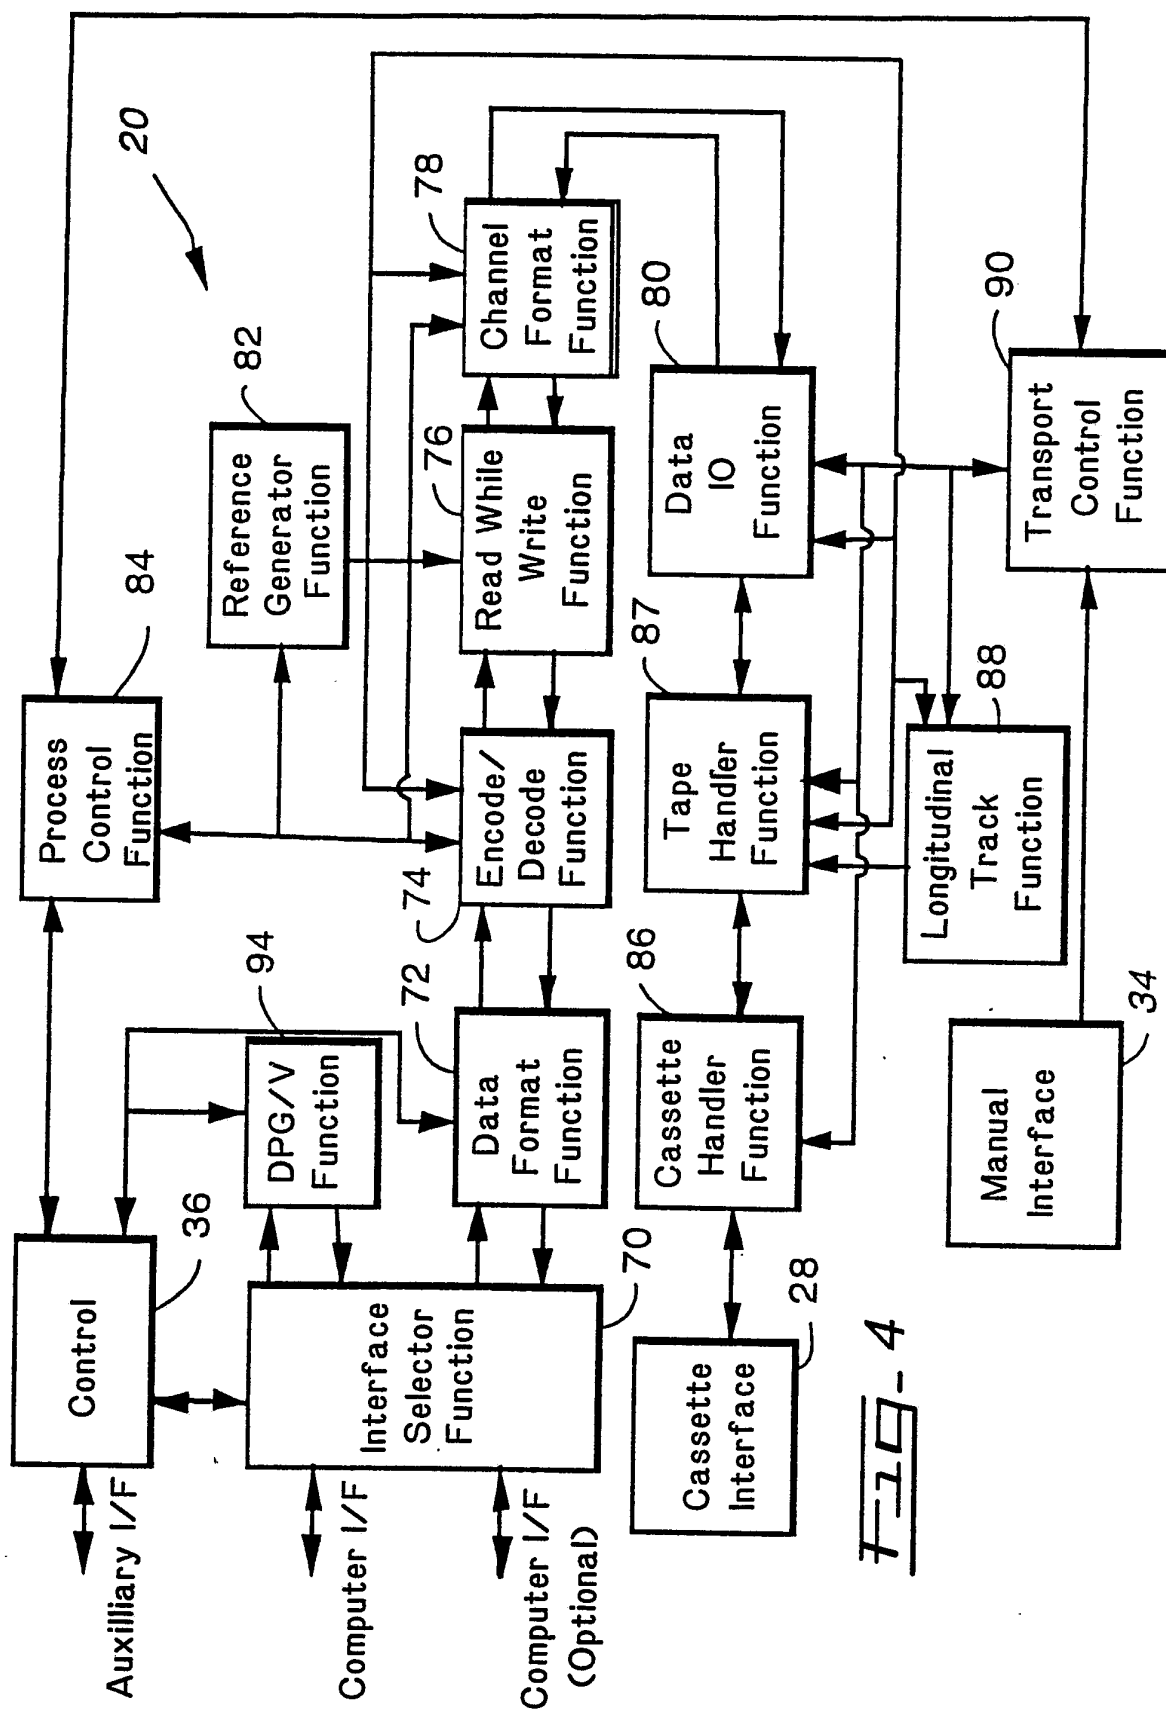 20
Control
36
Process
Control
Function
84
Auxilliary I/F
DPG/V
Function
94
Reference
Generator
Function
82
Computer I/F
Computer I/F
(Optional)
Interface
Selector
Function
70
Data
Format
Function
72
Encode/
Decode
Function
74
Read While
Write
Function
76
Channel
Format
Function
78
Cassette
Interface
28
Cassette
Handler
Function
86
Tape
Handler
Function
87
Data
IO
Function
80
Manual
Interface
34
Longitudinal
Track
Function
88
Transport
Control
Function
90
Fig-4